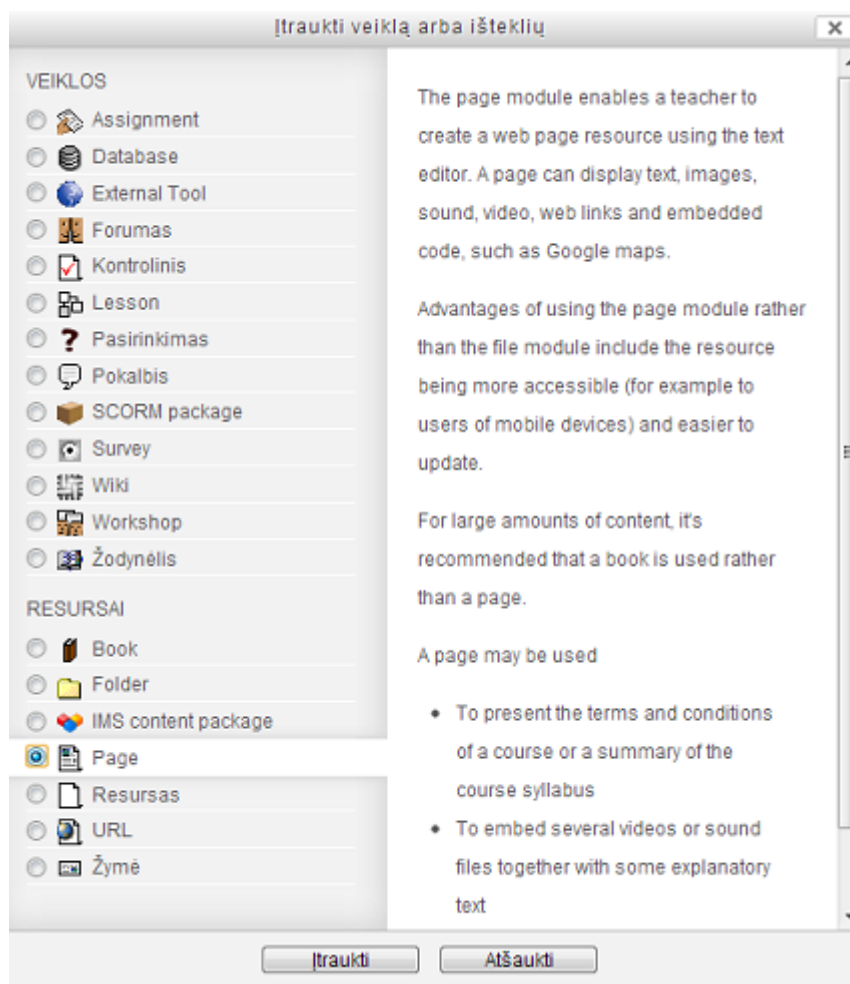 Įtraukti veiklą arba išteklių
VEIKLOS
Assignment
Database
External Tool
Forumas
Kontrolinis
Lesson
Pasirinkimas
Pokalbis
SCORM package
Survey
Wiki
Workshop
Žodynėlis
RESURSAI
Book
Folder
IMS content package
Page
Resursas
URL
Žymė
The page module enables a teacher to
create a web page resource using the text
editor. A page can display text, images,
sound, video, web links and embedded
code, such as Google maps.
Advantages of using the page module rather
than the file module include the resource
being more accessible (for example to
users of mobile devices) and easier to
update.
For large amounts of content, it's
recommended that a book is used rather
than a page.
A page may be used
• To present the terms and conditions
of a course or a summary of the
course syllabus
• To embed several videos or sound
files together with some explanatory
text
Įtraukti
Atšaukti